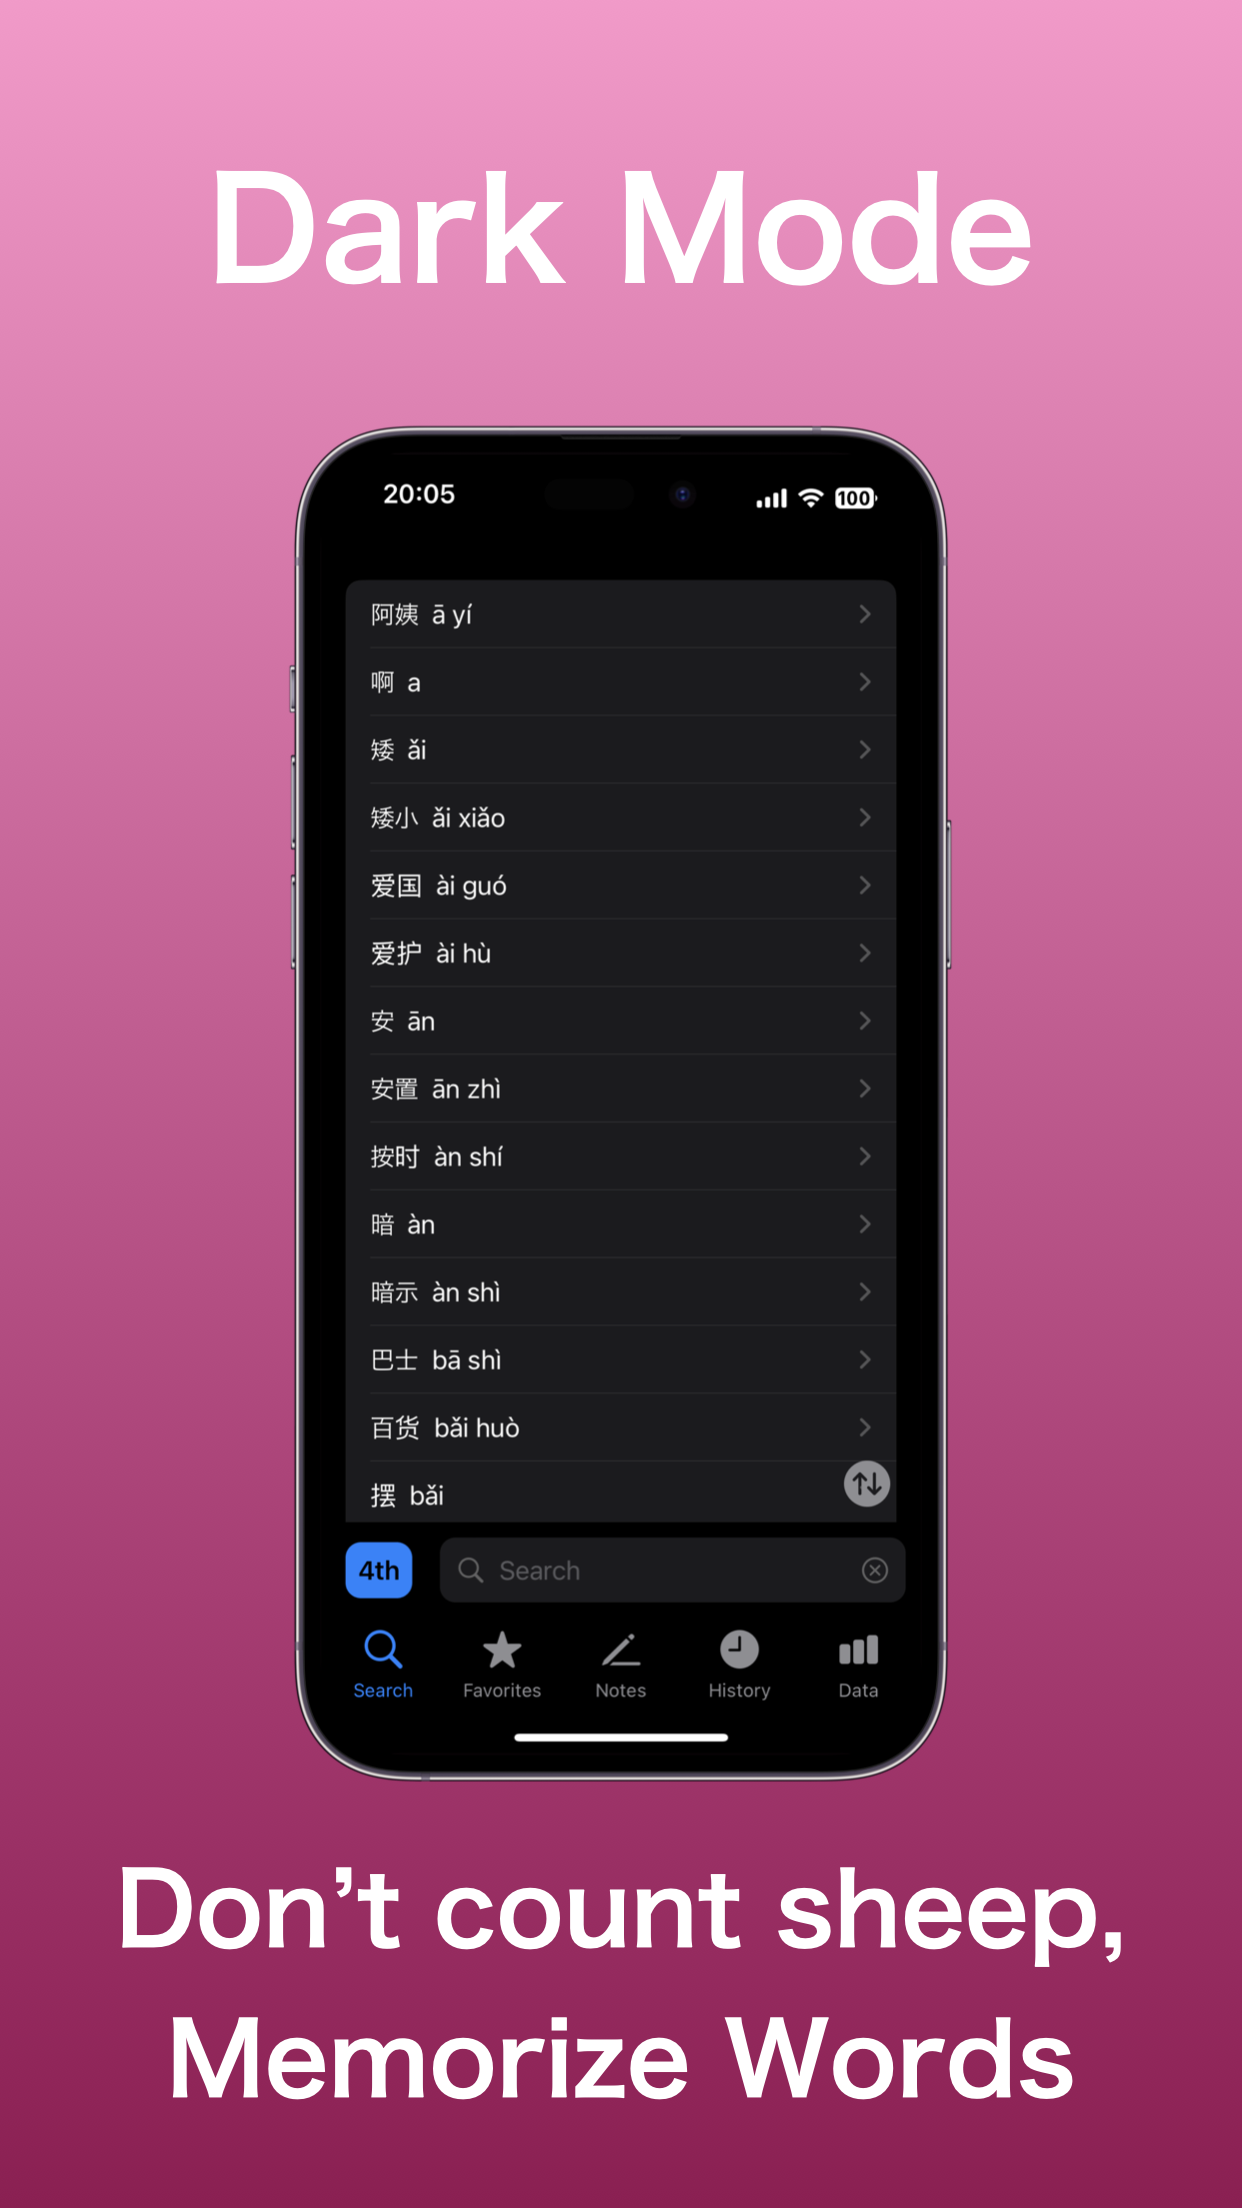 Dark Mode
20:05
100
阿姨 ā yí
啊 a
矮 ǎi
矮小 ǎi xiǎo
爱国 ài guó
爱护 ài hù
安 ān
安置 ān zhì
按时 àn shí
暗 àn
暗示 àn shì
巴士 bā shì
百货 bǎi huò
摆 bǎi
4th Search
Search Favorites Notes History Data
Don’t count sheep,
Memorize Words